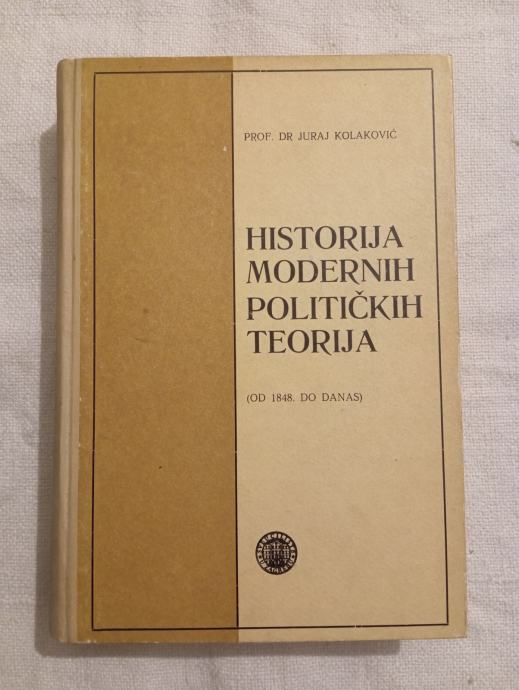 PROF. DR JURAJ KOLAKOVIĆ
HISTORIJA
MODERNIH
POLITIČKIH
TEORIJA
(OD 1848. DO DANAS)